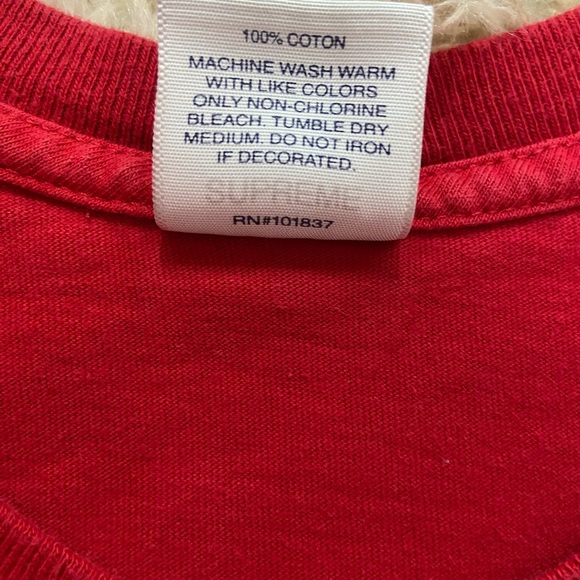 100% COTON
MACHINE WASH WARM
WITH LIKE COLORS
ONLY NON-CHLORINE
BLEACH. TUMBLE DRY
MEDIUM. DO NOT IRON
IF DECORATED.
SUPREME
RN#101837